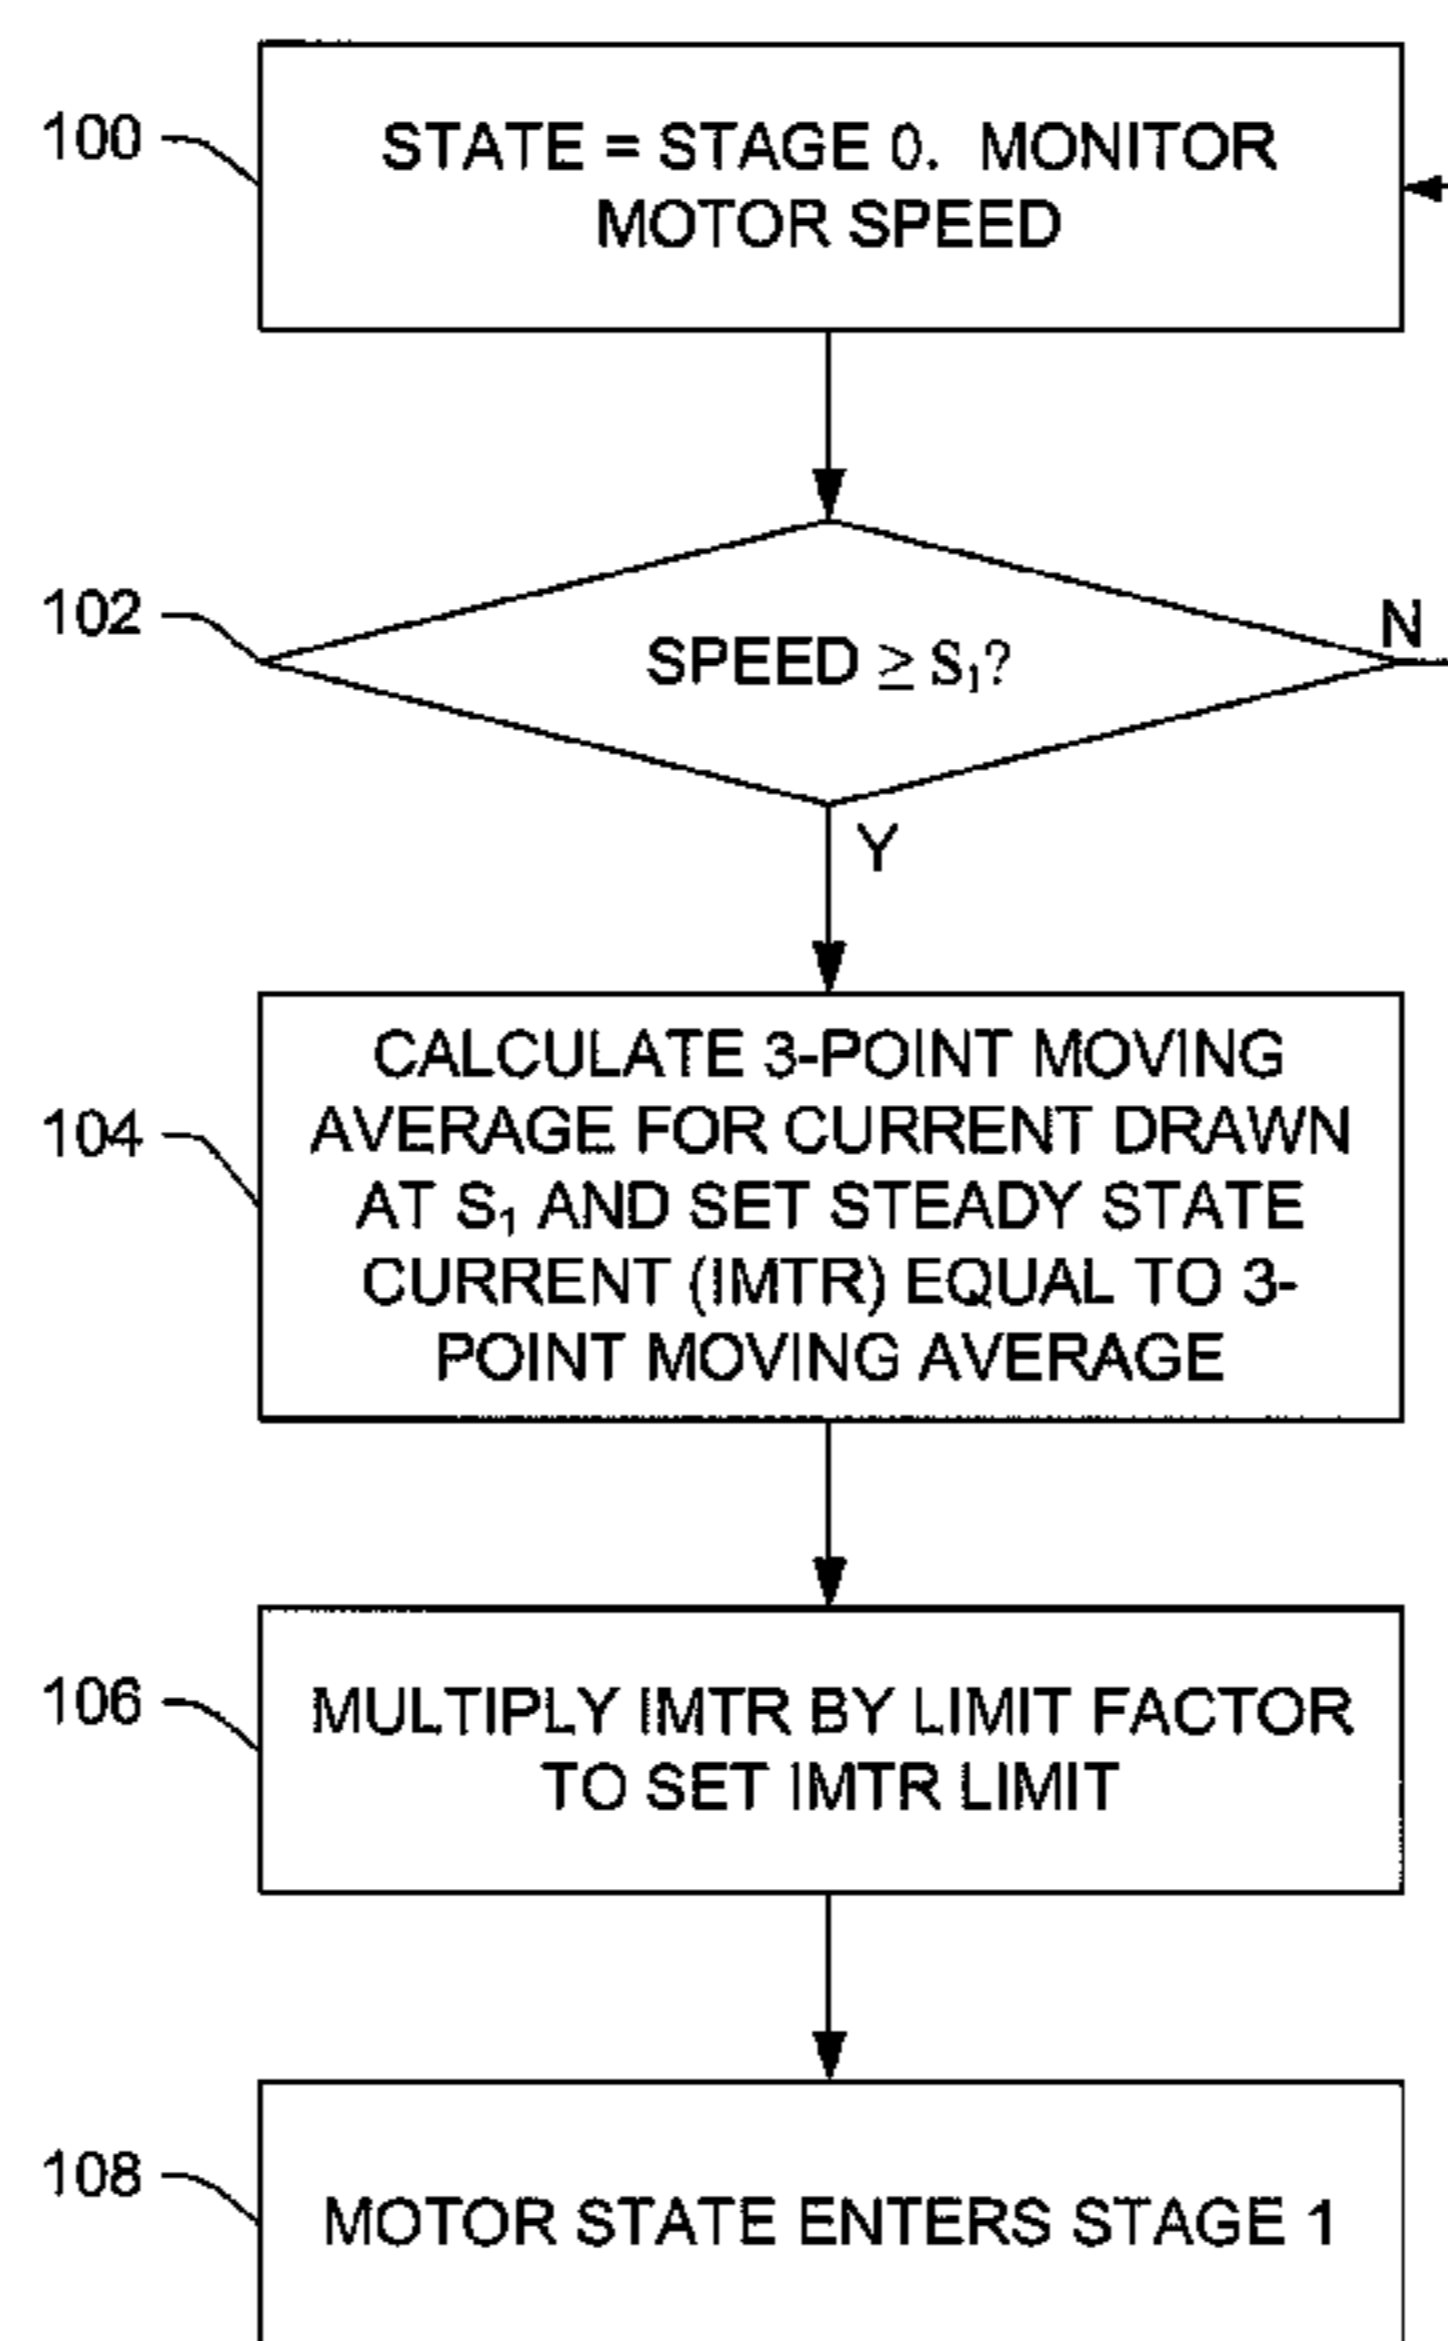 100
STATE = STAGE 0. MONITOR
MOTOR SPEED
102
SPEED ≥ S₁?
N
Y
104
CALCULATE 3-POINT MOVING
AVERAGE FOR CURRENT DRAWN
AT S₁ AND SET STEADY STATE
CURRENT (IMTR) EQUAL TO 3-
POINT MOVING AVERAGE
106
MULTIPLY IMTR BY LIMIT FACTOR
TO SET IMTR LIMIT
108
MOTOR STATE ENTERS STAGE 1